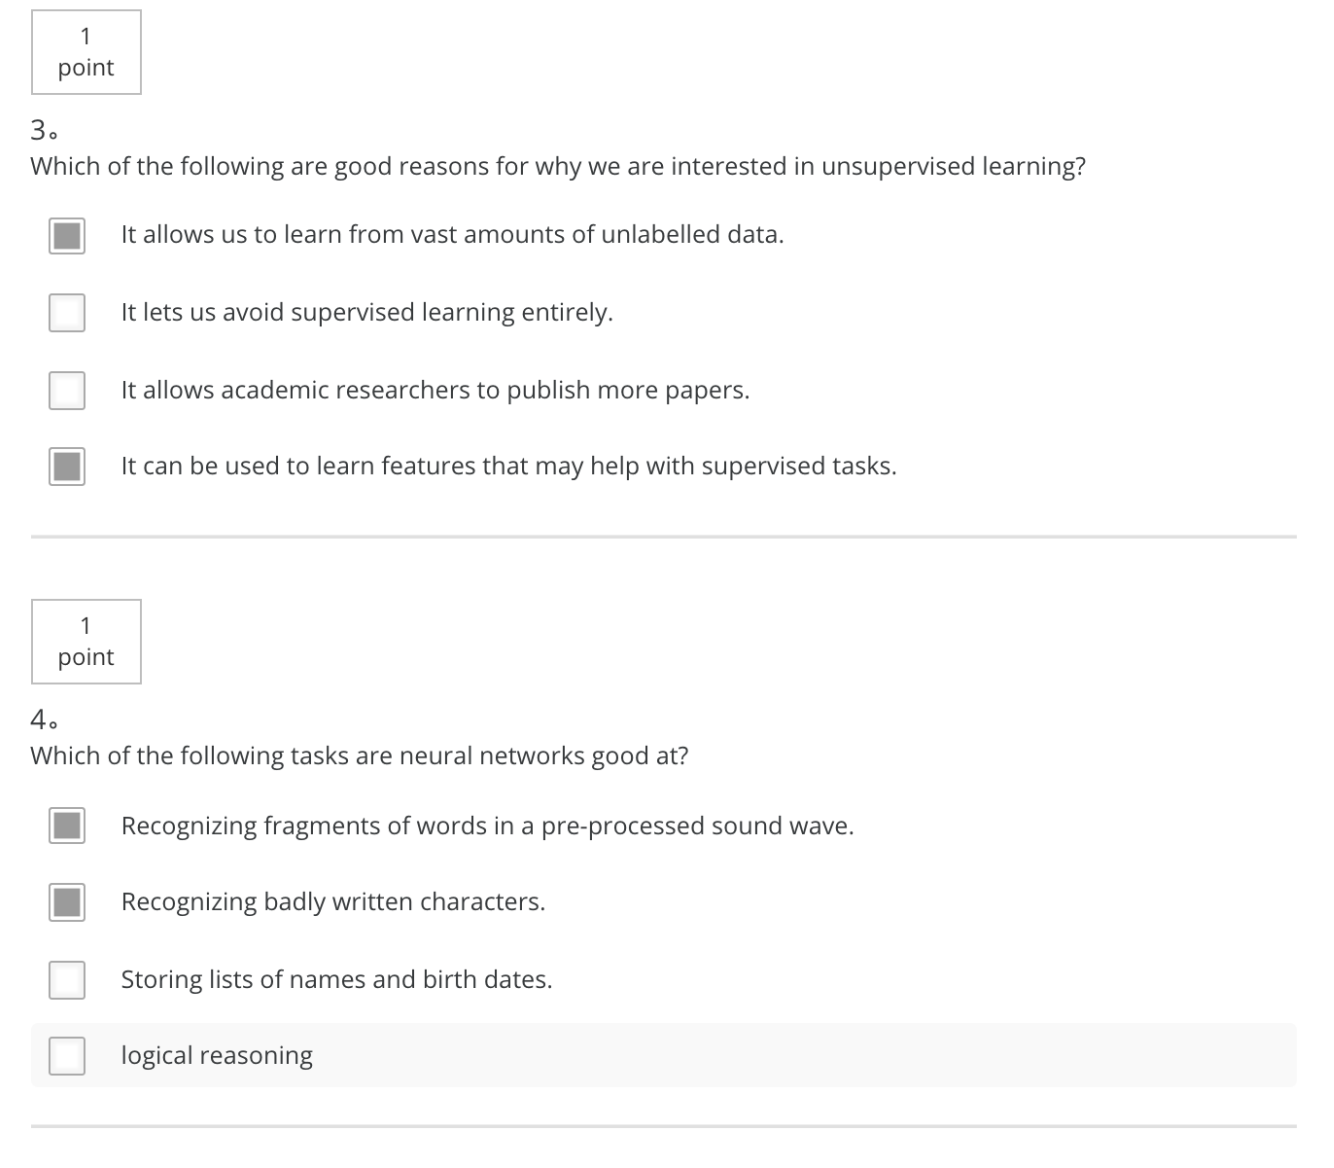 1
point
3。
Which of the following are good reasons for why we are interested in unsupervised learning?
It allows us to learn from vast amounts of unlabelled data.
It lets us avoid supervised learning entirely.
It allows academic researchers to publish more papers.
It can be used to learn features that may help with supervised tasks.
1
point
4。
Which of the following tasks are neural networks good at?
Recognizing fragments of words in a pre-processed sound wave.
Recognizing badly written characters.
Storing lists of names and birth dates.
logical reasoning